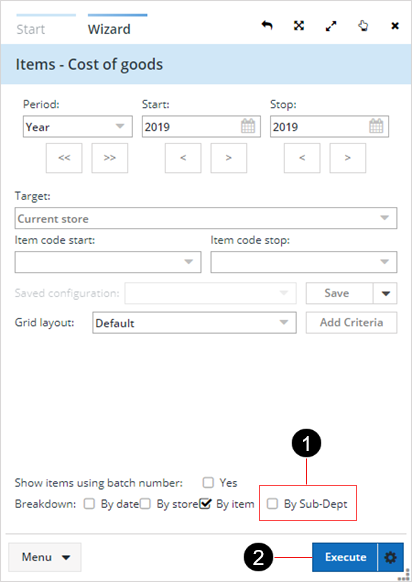 Start Wizard
Items - Cost of goods
Period: Start: Stop:
Year 2019 2019
<< >> < > < >
Target:
Current store
Item code start: Item code stop:
Saved configuration: Save
Grid layout: Default Add Criteria
1
Show items using batch number: Yes
Breakdown: By date By store By item By Sub-Dept
2 Menu Execute